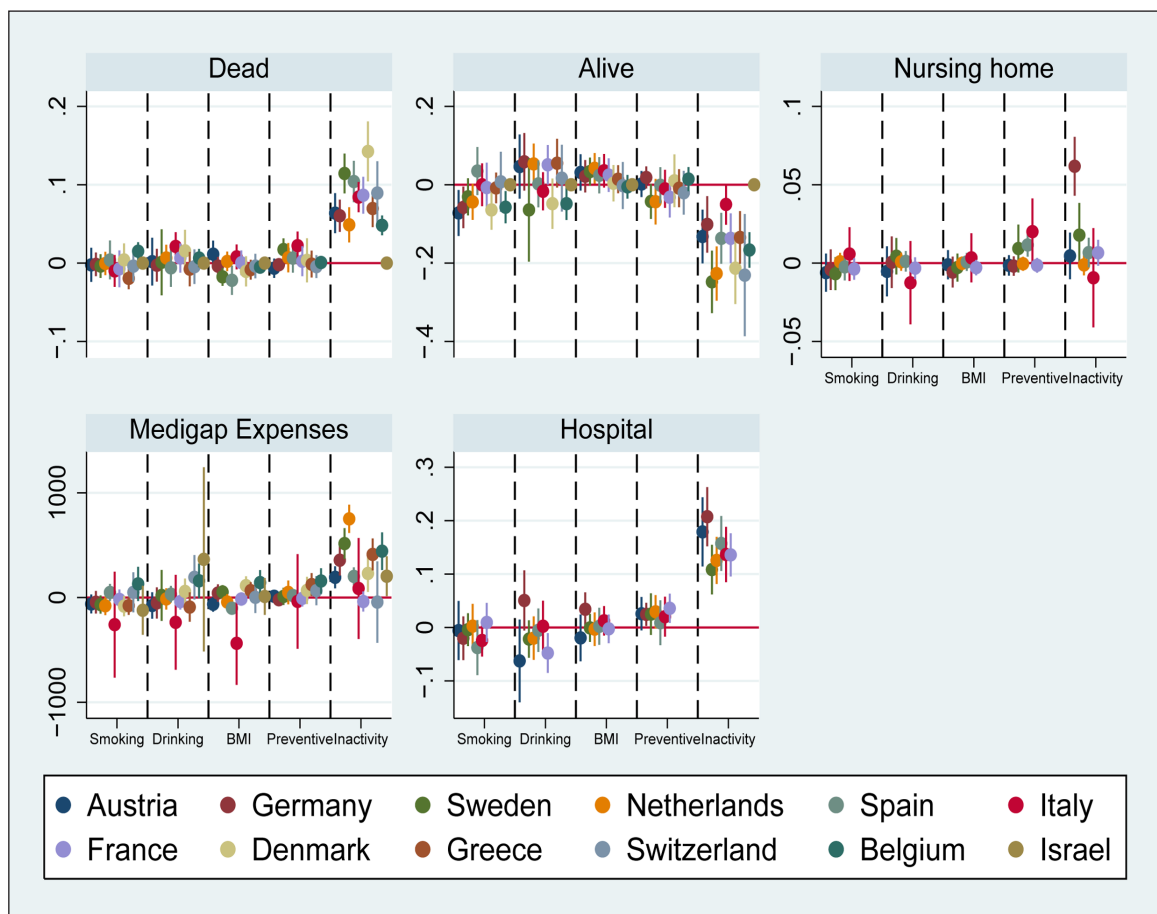 Dead
Alive
Nursing home
.2
.1
0
-.1
.2
0
-.2
-.4
.1
.05
0
-.05
Smoking Drinking BMI Preventive Inactivity
Medigap Expenses
Hospital
1000
0
-1000
.3
.2
.1
0
-.1
Smoking Drinking BMI Preventive Inactivity
Smoking Drinking BMI Preventive Inactivity
Austria Germany Sweden Netherlands Spain Italy
France Denmark Greece Switzerland Belgium Israel